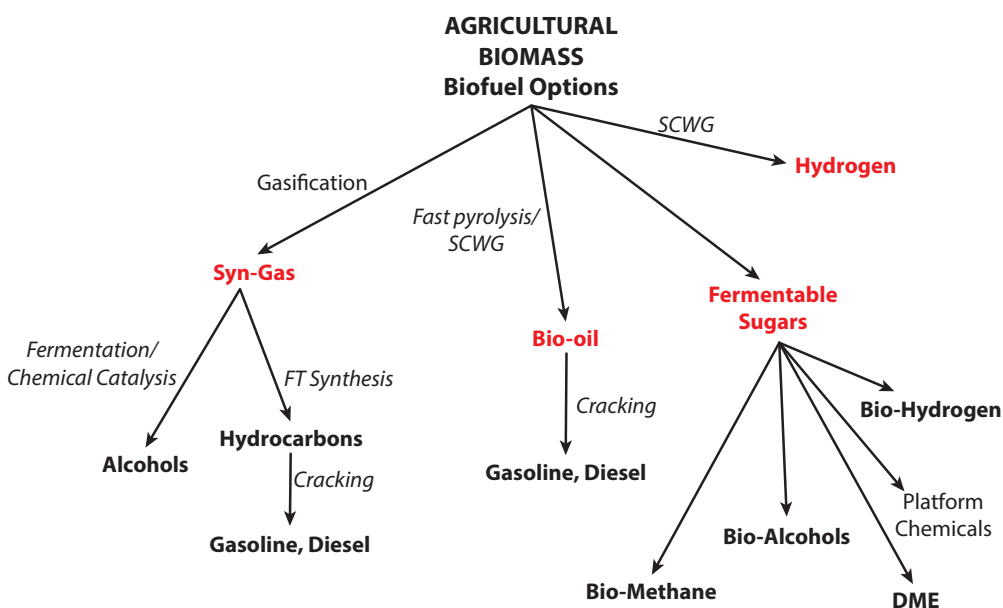 AGRICULTURAL
BIOMASS
Biofuel Options
SCWG
Hydrogen
Gasification
Fast pyrolysis/
SCWG
Syn-Gas
Fermentable
Sugars
Bio-oil
Fermentation/
Chemical Catalysis
FT Synthesis
Cracking
Bio-Hydrogen
Hydrocarbons
Alcohols
Cracking
Gasoline, Diesel
Platform
Chemicals
Bio-Alcohols
Gasoline, Diesel
Bio-Methane
DME